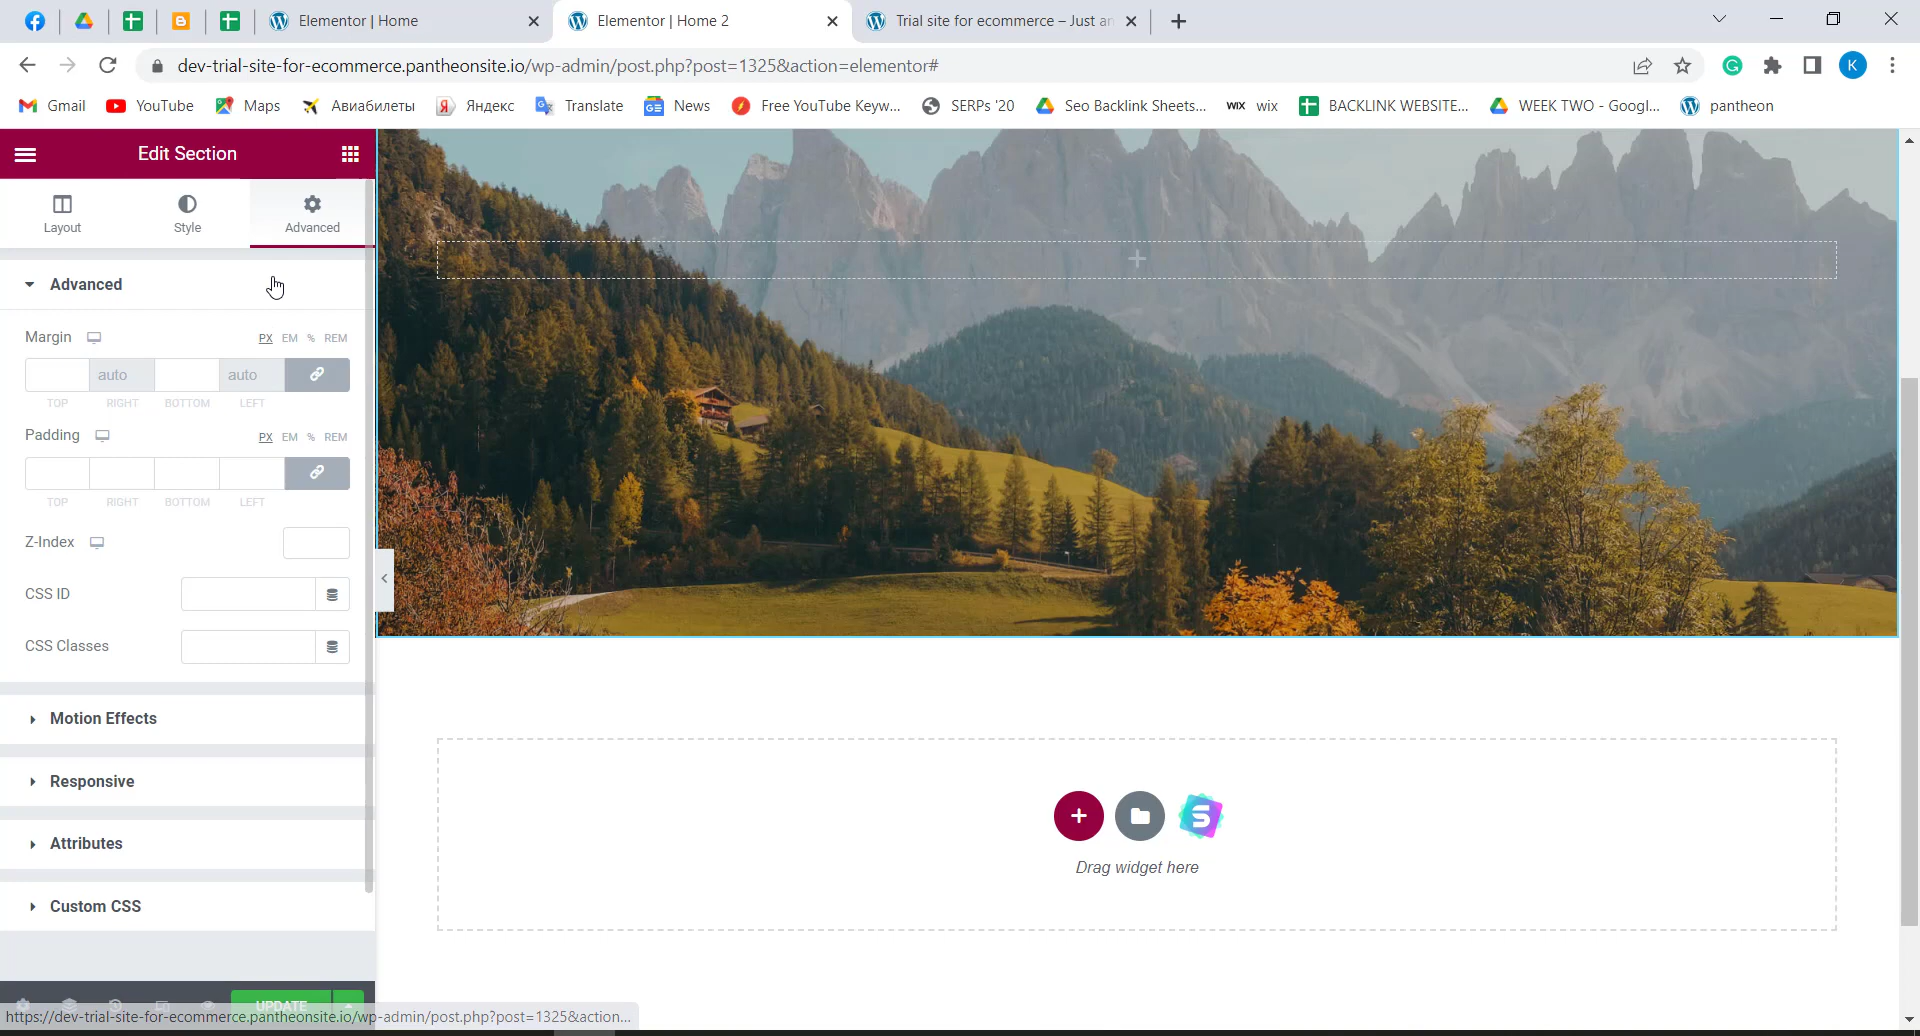 Elementor | Home
Elementor | Home 2
Trial site for ecommerce – Just an
dev-trial-site-for-ecommerce.pantheonsite.io/wp-admin/post.php?post=1325&action=elementor#
K
Gmail YouTube Maps Авиабилеты Яндекс Translate News Free YouTube Keyw... SERPs '20 Seo Backlink Sheets... WIX wix BACKLINK WEBSITE... WEEK TWO - Googl... pantheon
Edit Section
Layout Style Advanced
Advanced
Margin PX EM % REM
auto auto
TOP RIGHT BOTTOM LEFT
Padding PX EM % REM
TOP RIGHT BOTTOM LEFT
Z-Index
CSS ID
CSS Classes
Motion Effects
Responsive
Attributes
Custom CSS
Drag widget here
UPDATE
https://dev-trial-site-for-ecommerce.pantheonsite.io/wp-admin/post.php?post=1325&action...